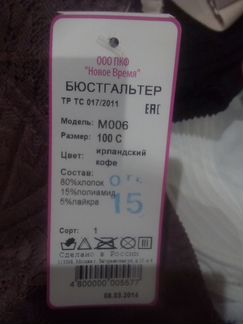 ООО ПКФ
"Новое Время"
БЮСТГАЛЬТЕР
ТР ТС 017/2011 EAC
Модель: М006
Размер: 100 С
Цвет: ирландский
кофе
Состав:
80%хлопок
15%полиамид
5%лайкра
15
Сорт: 1
Сделано в России
4 600000 005577
08.03.2014